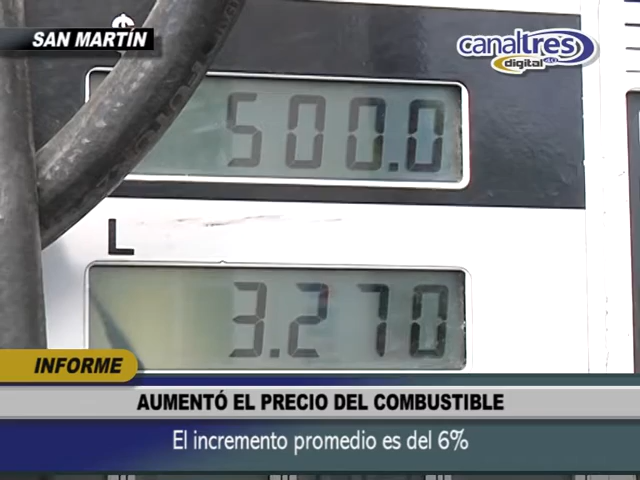 SAN MARTÍN
canaltres
digital
500.0
L
3.270
INFORME
AUMENTÓ EL PRECIO DEL COMBUSTIBLE
El incremento promedio es del 6%